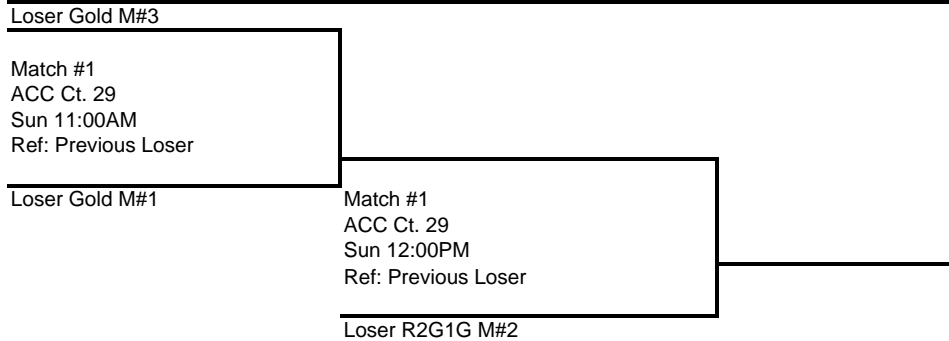 Loser Gold M#3
Match #1
ACC Ct. 29
Sun 11:00AM
Ref: Previous Loser
Loser Gold M#1
Match #1
ACC Ct. 29
Sun 12:00PM
Ref: Previous Loser
Loser R2G1G M#2